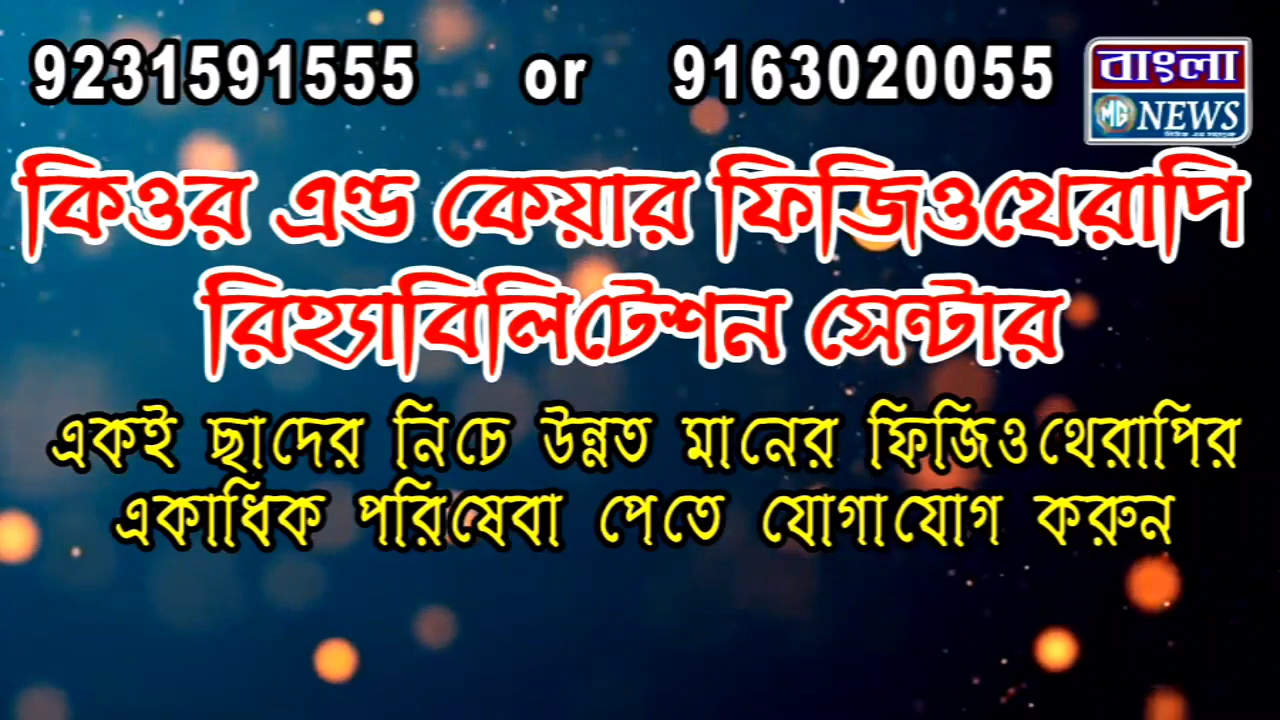 9231591555 or 9163020055
বাংলা
MG NEWS
কিওর এণ্ড কেয়ার ফিজিওথেরাপি
রিহ্যাবিলিটেশন সেন্টার
একই ছাদের নিচে উন্নত মানের ফিজিওথেরাপির
একাধিক পরিষেবা পেতে যোগাযোগ করুন